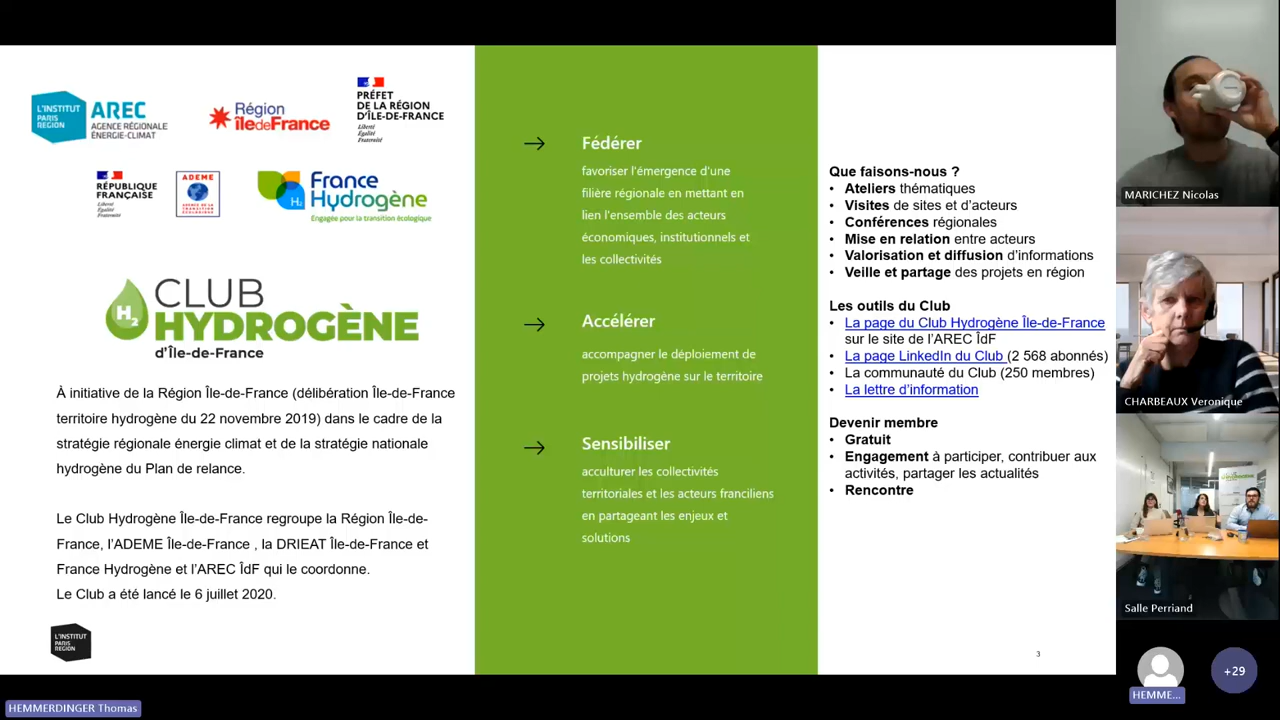 L'INSTITUT
PARIS
REGION
AREC
AGENCE RÉGIONALE
ÉNERGIE-CLIMAT
Région
îledeFrance
PRÉFET
DE LA RÉGION
D'ÎLE-DE-FRANCE
Liberté
Égalité
Fraternité
RÉPUBLIQUE
FRANÇAISE
Liberté
Égalité
Fraternité
ADEME
AGENCE DE LA
TRANSITION
ÉCOLOGIQUE
H2
France
Hydrogène
Engagée pour la transition écologique
H2
CLUB
HYDROGÈNE
d'Île-de-France
À initiative de la Région Île-de-France (délibération Île-de-France
territoire hydrogène du 22 novembre 2019) dans le cadre de la
stratégie régionale énergie climat et de la stratégie nationale
hydrogène du Plan de relance.
Le Club Hydrogène Île-de-France regroupe la Région Île-de-
France, l'ADEME Île-de-France , la DRIEAT Île-de-France et
France Hydrogène et l'AREC ÎdF qui le coordonne.
Le Club a été lancé le 6 juillet 2020.
L'INSTITUT
PARIS
REGION
→ Fédérer
favoriser l'émergence d'une
filière régionale en mettant en
lien l'ensemble des acteurs
économiques, institutionnels et
les collectivités
→ Accélérer
accompagner le déploiement de
projets hydrogène sur le territoire
→ Sensibiliser
acculturer les collectivités
territoriales et les acteurs franciliens
en partageant les enjeux et
solutions
Que faisons-nous ?
• Ateliers thématiques
• Visites de sites et d'acteurs
• Conférences régionales
• Mise en relation entre acteurs
• Valorisation et diffusion d'informations
• Veille et partage des projets en région
Les outils du Club
• La page du Club Hydrogène Île-de-France
sur le site de l'AREC ÎdF
• La page LinkedIn du Club (2 568 abonnés)
• La communauté du Club (250 membres)
• La lettre d'information
Devenir membre
• Gratuit
• Engagement à participer, contribuer aux
activités, partager les actualités
• Rencontre
3
MARICHEZ Nicolas
CHARBEAUX Veronique
Salle Perriand
HEMME...
+29
HEMMERDINGER Thomas